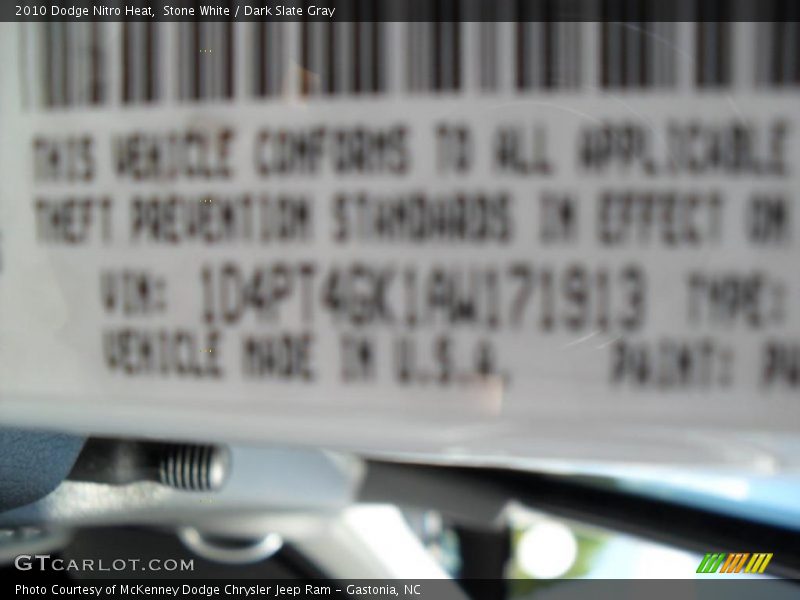 2010 Dodge Nitro Heat,  Stone White / Dark Slate Gray
THIS VEHICLE CONFORMS TO ALL APPLICABLE
THEFT PREVENTION STANDARDS IN EFFECT ON
VIN: 1D4PT4GK1AW171913 TYPE:
VEHICLE MADE IN U.S.A. PAINT: PW
GTCARLOT.COM
Photo Courtesy of McKenney Dodge Chrysler Jeep Ram - Gastonia, NC